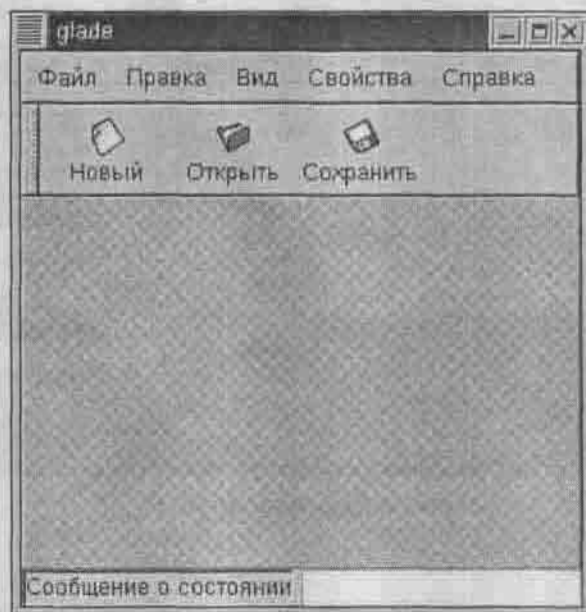 glade
Файл Правка Вид Свойства Справка
Новый Открыть Сохранить
Сообщение о состоянии